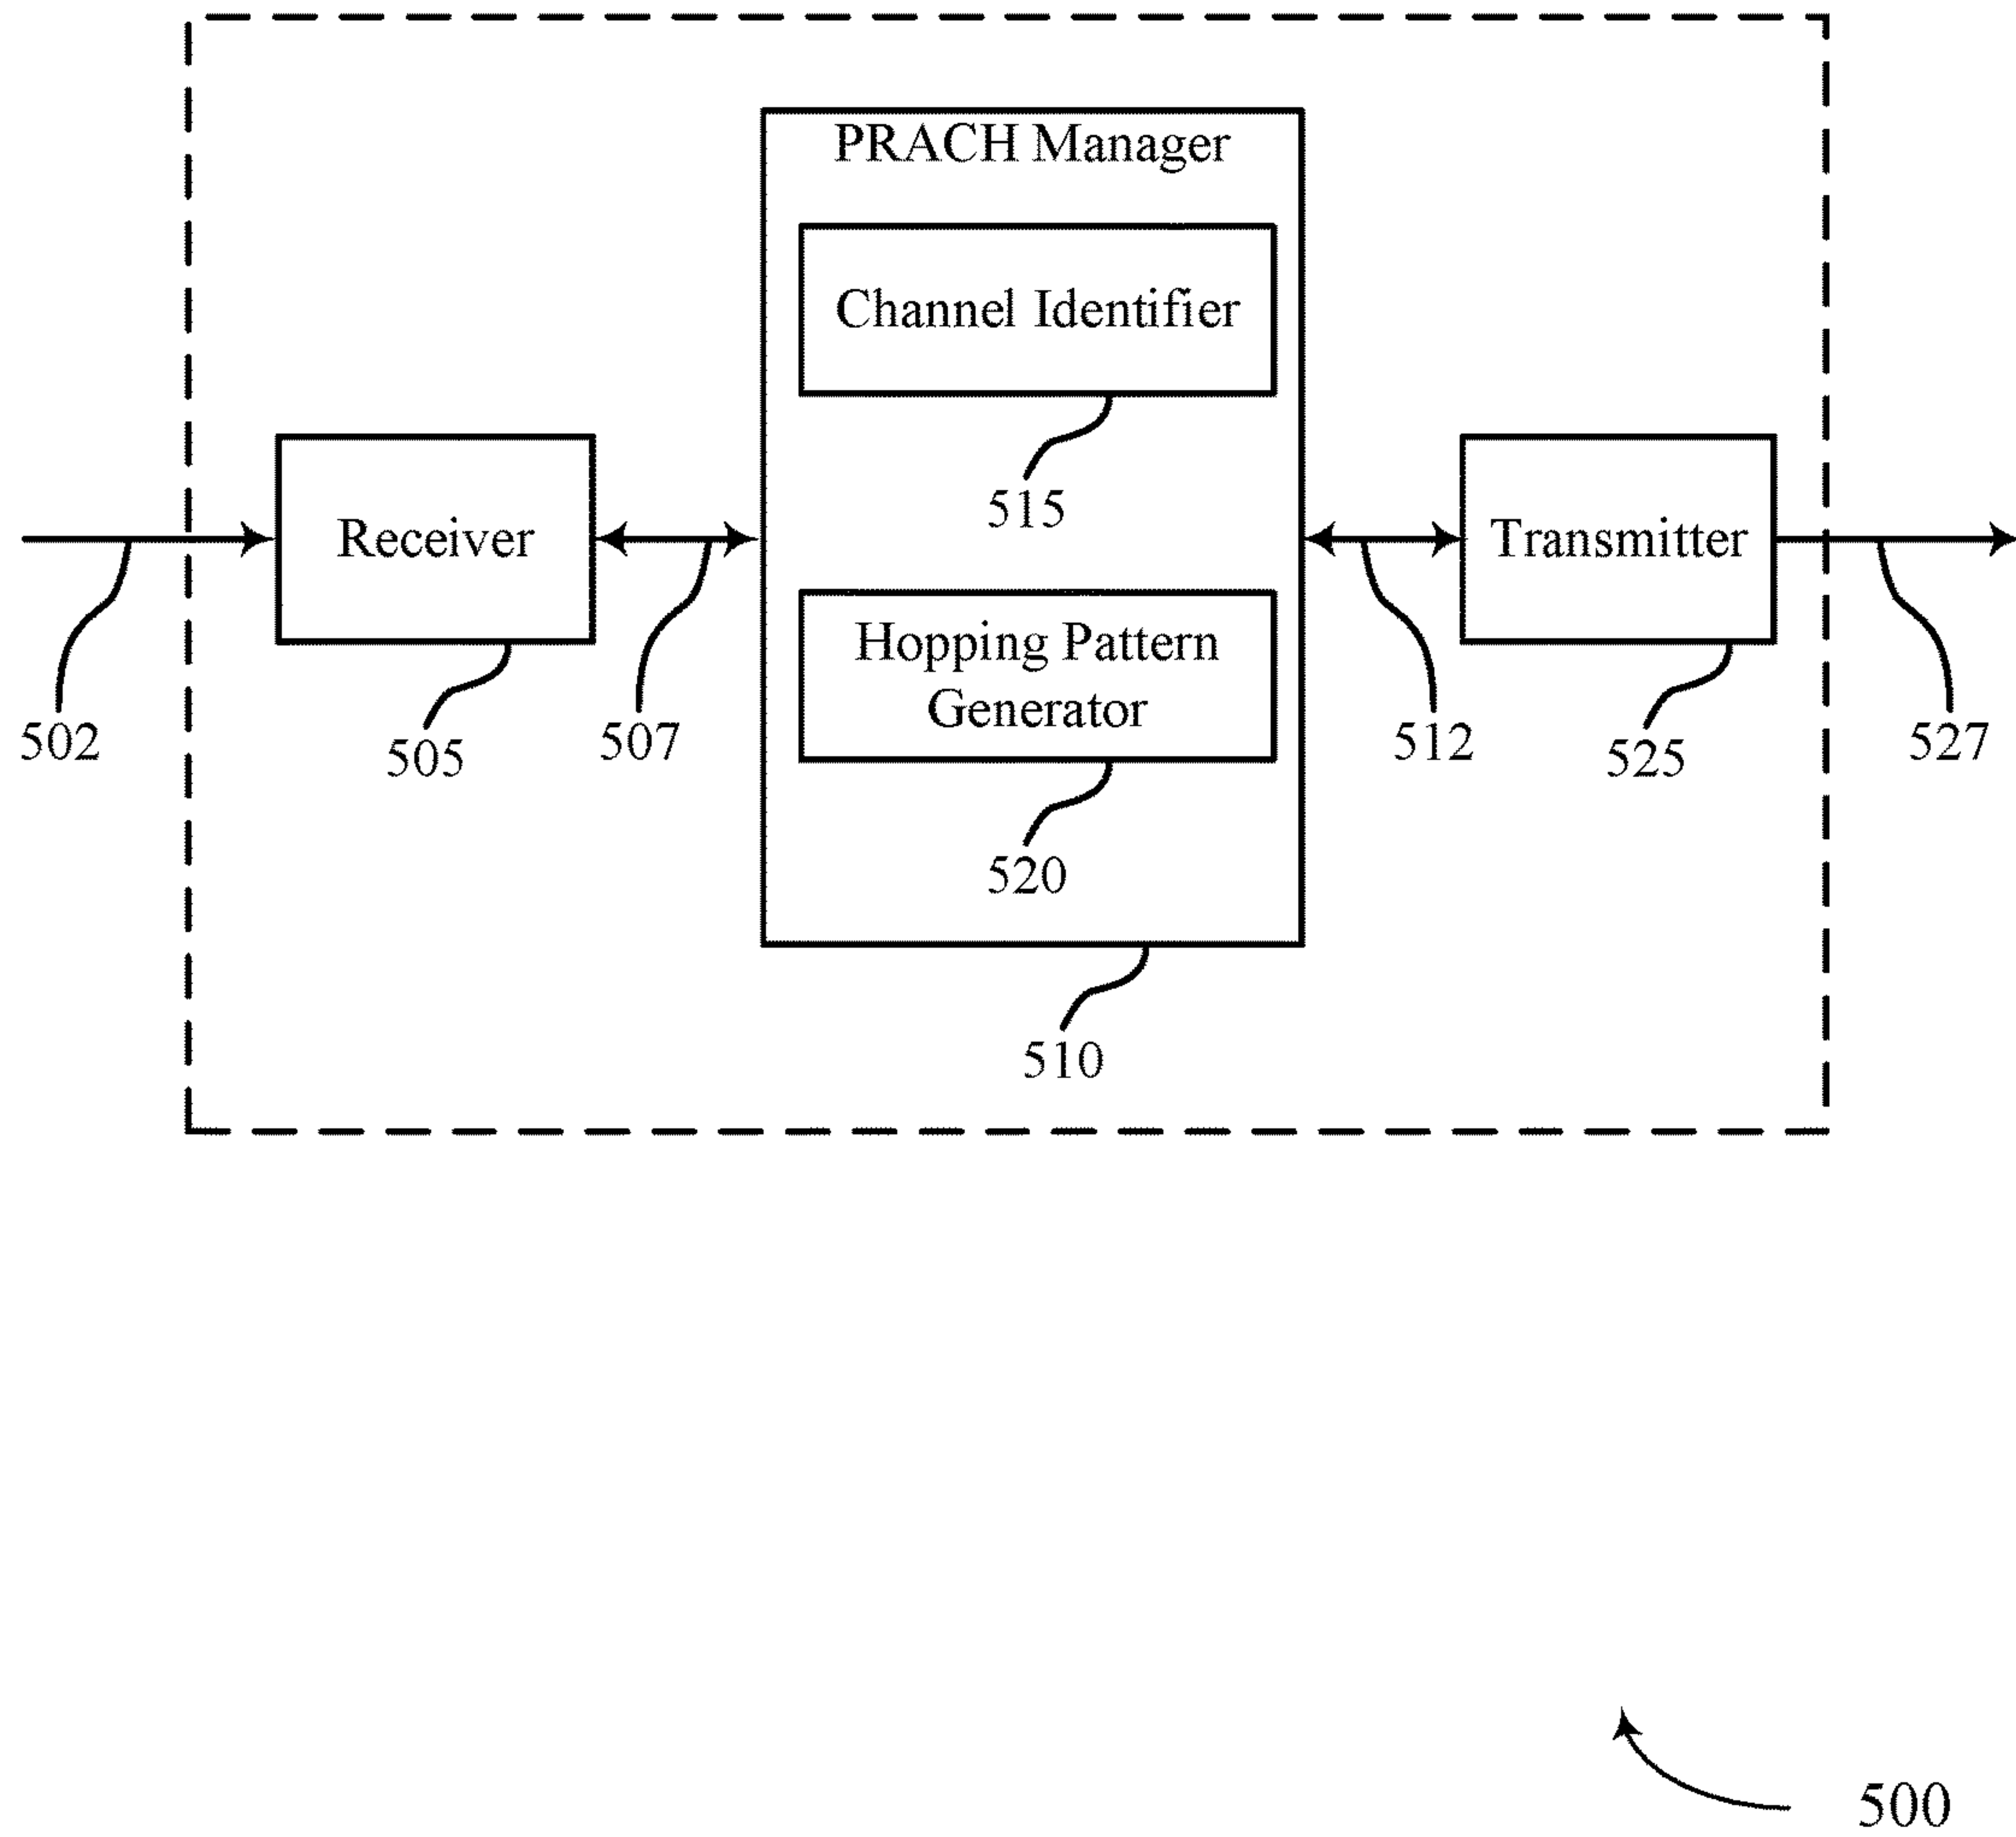 PRACH Manager
Channel Identifier
515
Receiver
Transmitter
Hopping Pattern
Generator
502
505
507
512
525
527
520
510
500